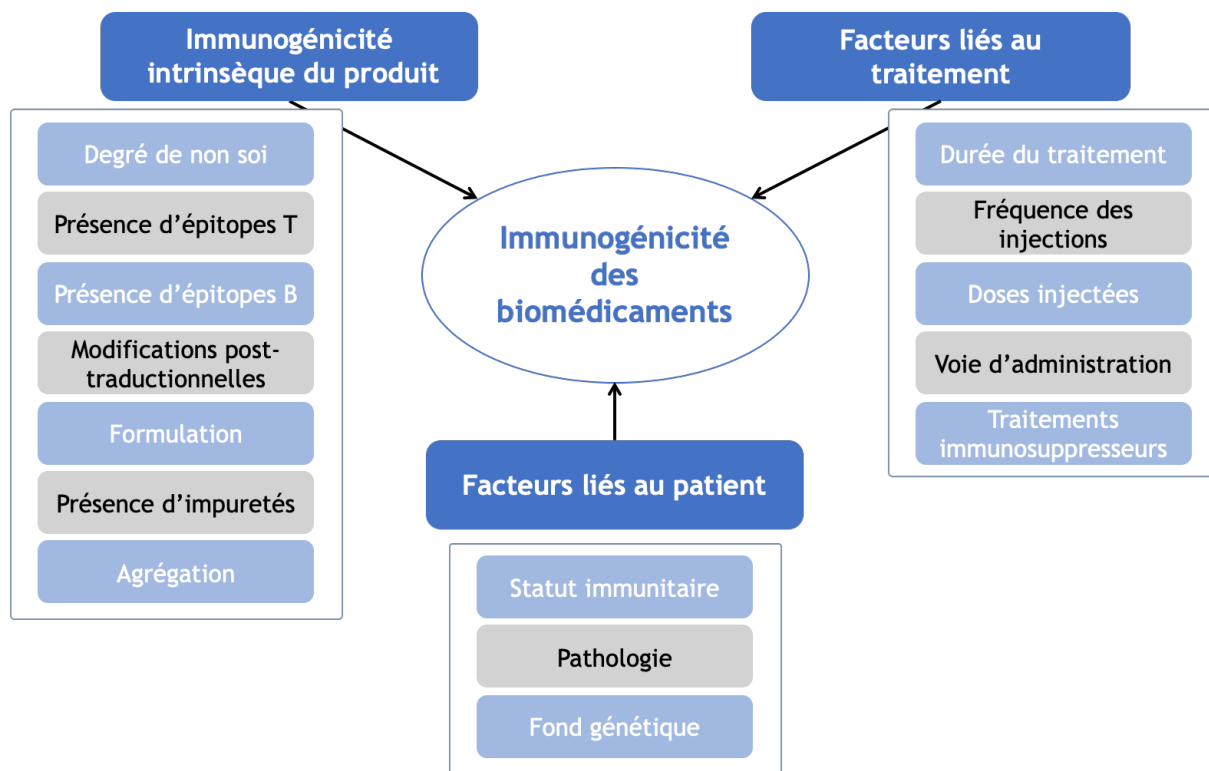 Immunogénicité
intrinsèque du produit
Degré de non soi
Présence d'épitopes T
Présence d'épitopes B
Modifications post-
traductionnelles
Formulation
Présence d'impuretés
Agrégation
Facteurs liés au
traitement
Durée du traitement
Fréquence des
injections
Doses injectées
Voie d'administration
Traitements
immunosuppresseurs
Immunogénicité
des
biomédicaments
Facteurs liés au patient
Statut immunitaire
Pathologie
Fond génétique